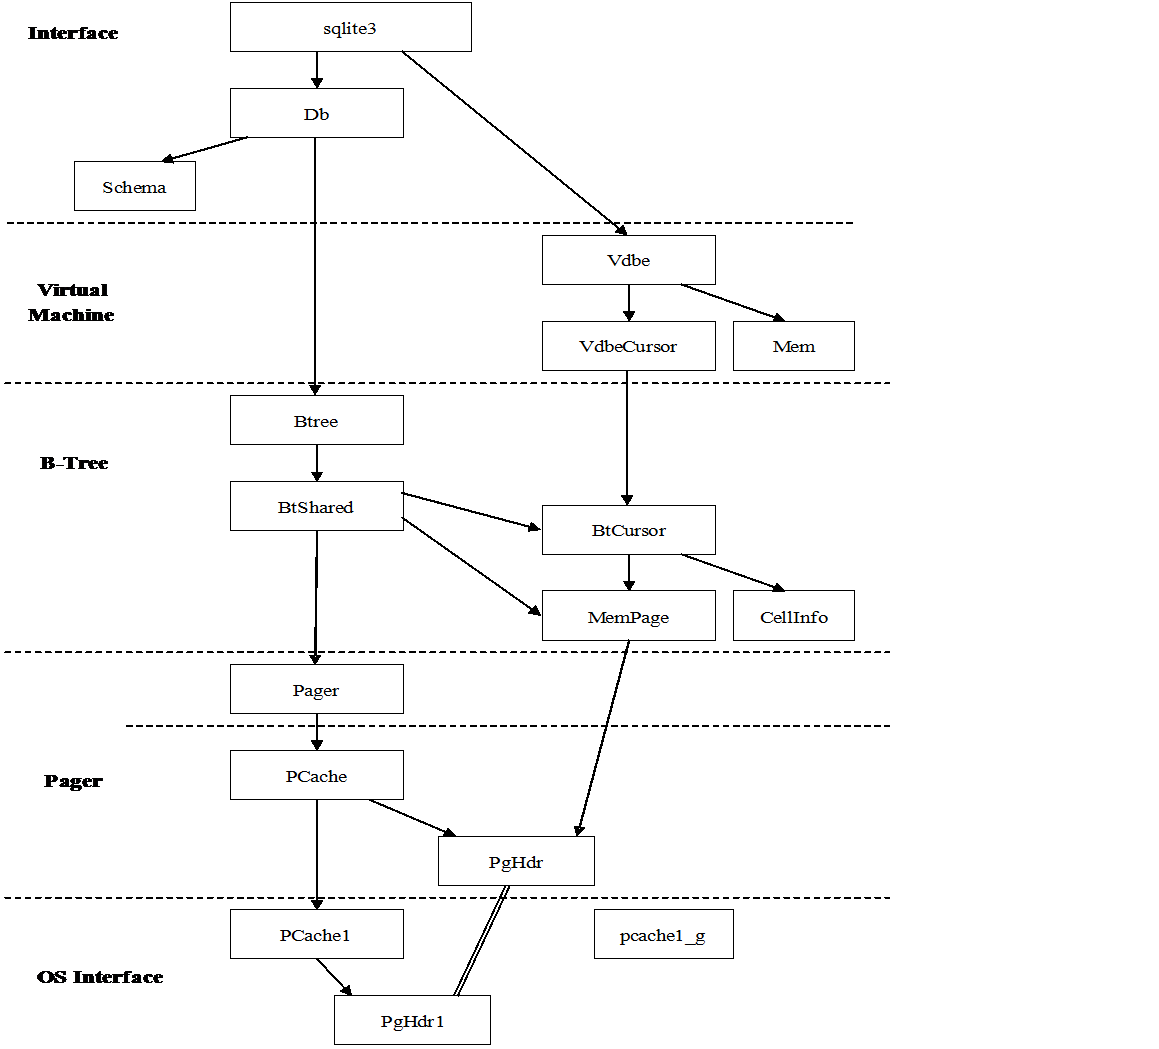 sqlite3
Interface
Db
Schema
Vdbe
Virtual
Machine
VdbeCursor
Mem
Btree
B-Tree
BtShared
BtCursor
MemPage
CellInfo
Pager
PCache
Pager
PgHdr
PCache1
pcache1_g
OS Interface
PgHdr1